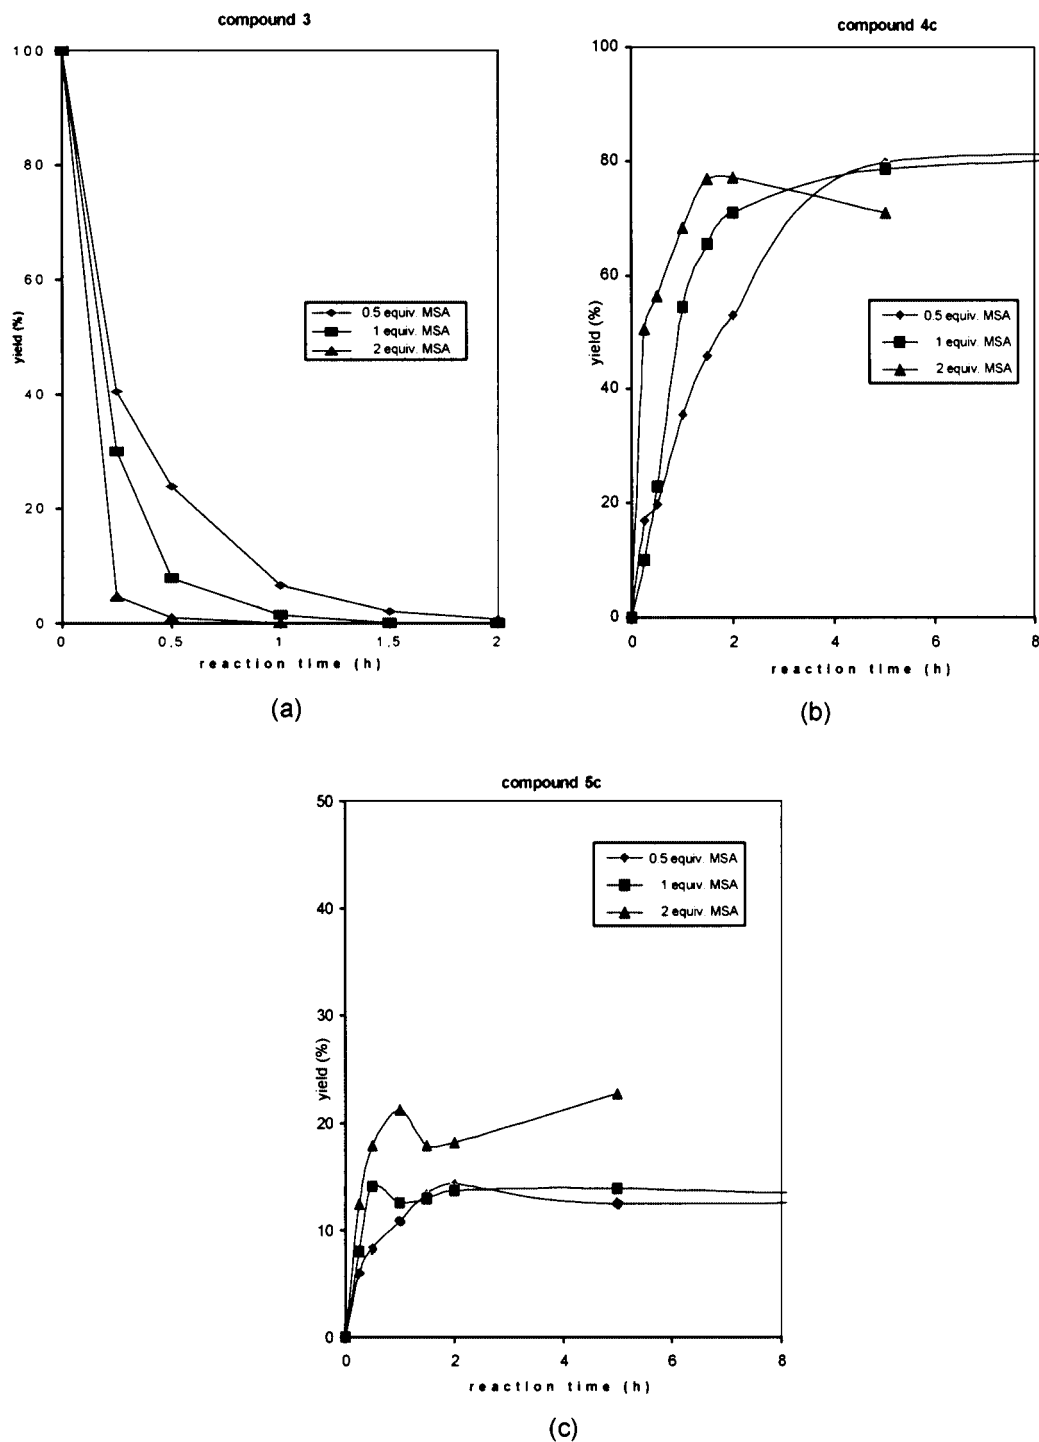 compound 3
100
80
60
40
20
0
yield (%)
0.5 equiv. MSA
1 equiv. MSA
2 equiv. MSA
0 0.5 1 1.5 2
reaction time (h)
(a)
compound 4c
100
80
60
40
20
0
yield (%)
0.5 equiv. MSA
1 equiv. MSA
2 equiv. MSA
0 2 4 6 8
reaction time (h)
(b)
compound 5c
50
40
30
20
10
0
yield (%)
0.5 equiv. MSA
1 equiv. MSA
2 equiv. MSA
0 2 4 6 8
reaction time (h)
(c)